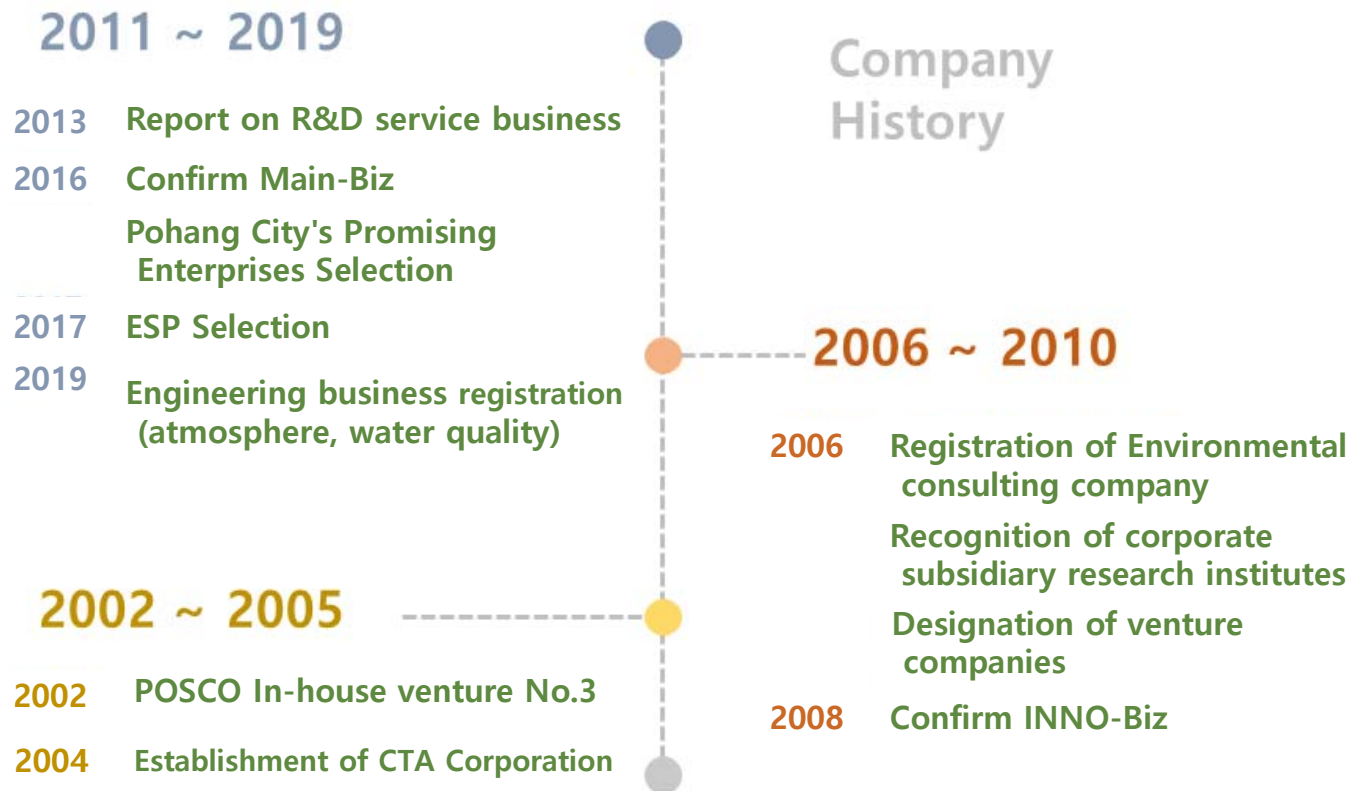 Company
History
2011 ~ 2019
2013 Report on R&D service business
2016 Confirm Main-Biz
Pohang City's Promising
Enterprises Selection
2017 ESP Selection
2019 Engineering business registration
(atmosphere, water quality)
2006 ~ 2010
2006 Registration of Environmental
consulting company
Recognition of corporate
subsidiary research institutes
Designation of venture
companies
2008 Confirm INNO-Biz
2002 ~ 2005
2002 POSCO In-house venture No.3
2004 Establishment of CTA Corporation